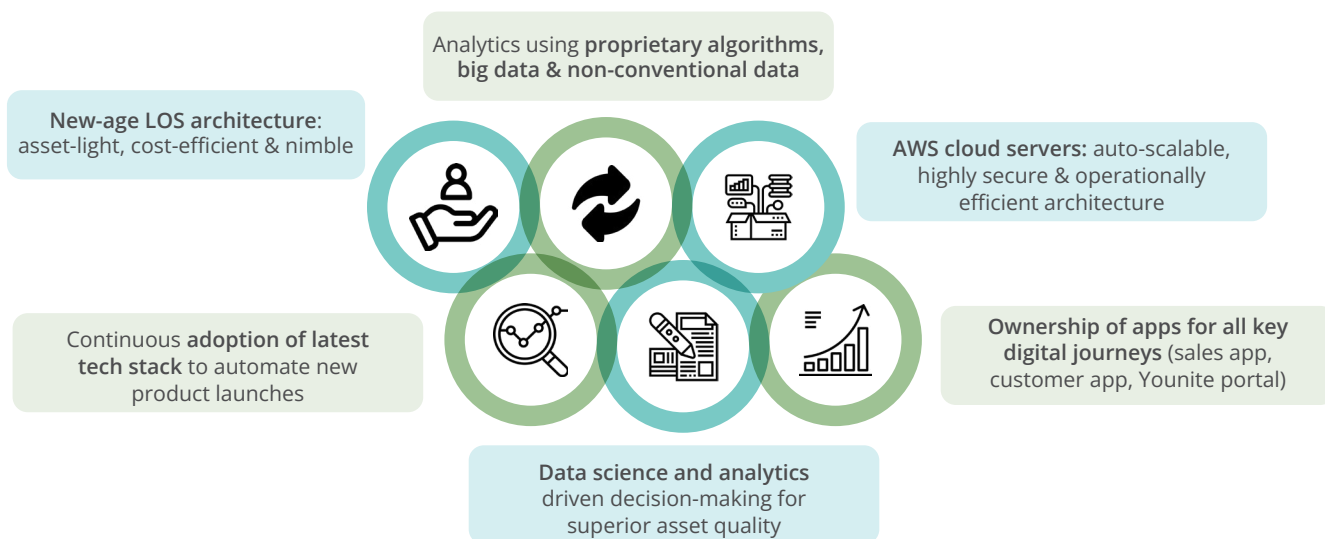 Analytics using proprietary algorithms,
big data & non-conventional data
New-age LOS architecture:
asset-light, cost-efficient & nimble
AWS cloud servers: auto-scalable,
highly secure & operationally
efficient architecture
Continuous adoption of latest
tech stack to automate new
product launches
Ownership of apps for all key
digital journeys (sales app,
customer app, Younite portal)
Data science and analytics
driven decision-making for
superior asset quality